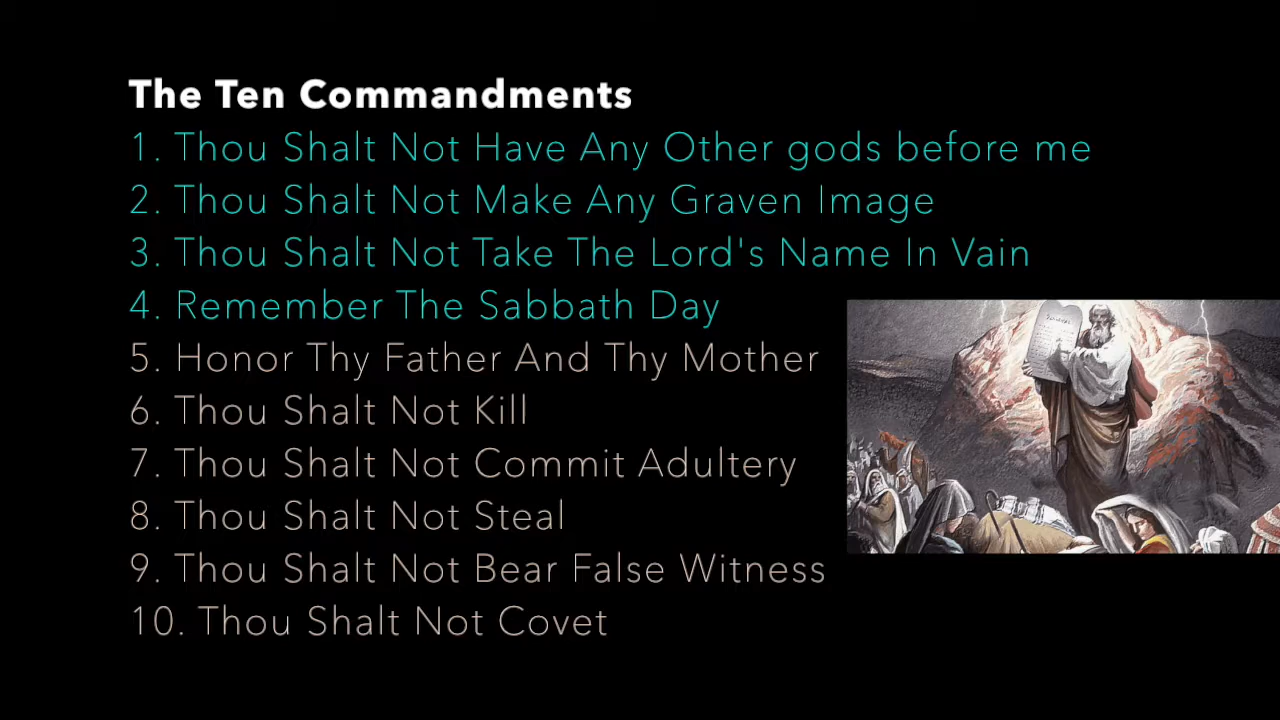 The Ten Commandments
1. Thou Shalt Not Have Any Other gods before me
2. Thou Shalt Not Make Any Graven Image
3. Thou Shalt Not Take The Lord's Name In Vain
4. Remember The Sabbath Day
5. Honor Thy Father And Thy Mother
6. Thou Shalt Not Kill
7. Thou Shalt Not Commit Adultery
8. Thou Shalt Not Steal
9. Thou Shalt Not Bear False Witness
10. Thou Shalt Not Covet